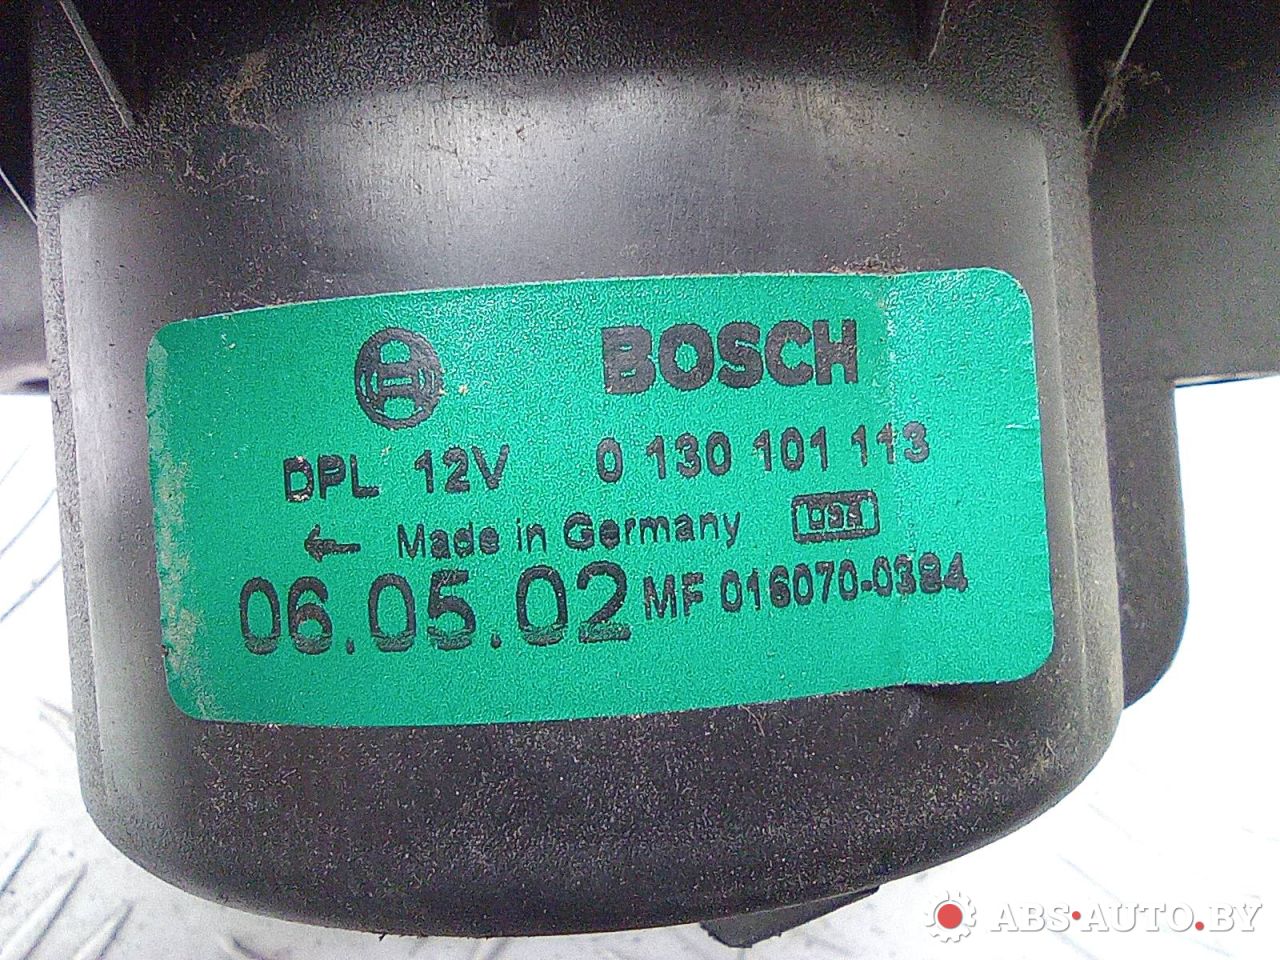 BOSCH
DPL 12V 0 130 101 113
← Made in Germany
06.05.02 MF 016070-0384
ABS-AUTO.BY